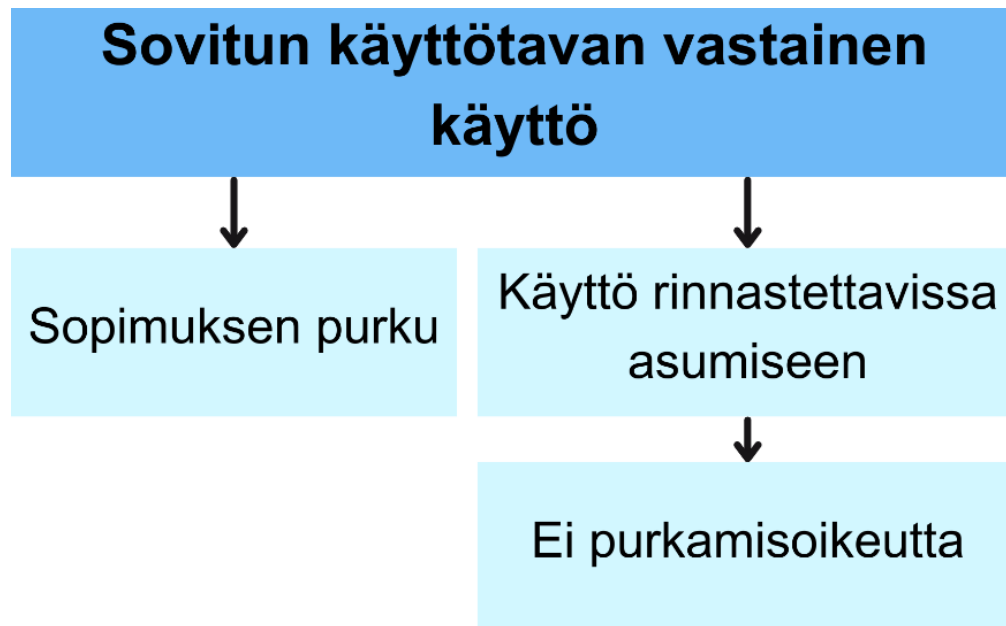 Sovitun käyttötavan vastainen
käyttö
Sopimuksen purku
Käyttö rinnastettavissa
asumiseen
Ei purkamisoikeutta